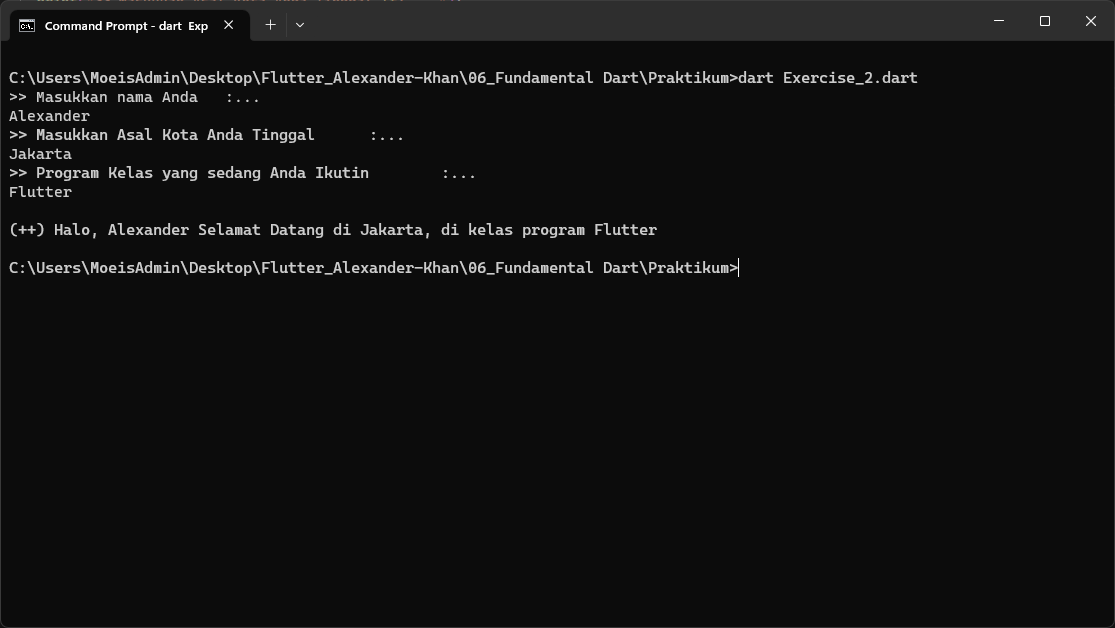 Command Prompt - dart  Exp
C:\Users\MoeisAdmin\Desktop\Flutter_Alexander-Khan\06_Fundamental Dart\Praktikum>dart Exercise_2.dart
>> Masukkan nama Anda   :...
Alexander
>> Masukkan Asal Kota Anda Tinggal      :...
Jakarta
>> Program Kelas yang sedang Anda Ikutin        :...
Flutter
(++) Halo, Alexander Selamat Datang di Jakarta, di kelas program Flutter
C:\Users\MoeisAdmin\Desktop\Flutter_Alexander-Khan\06_Fundamental Dart\Praktikum>